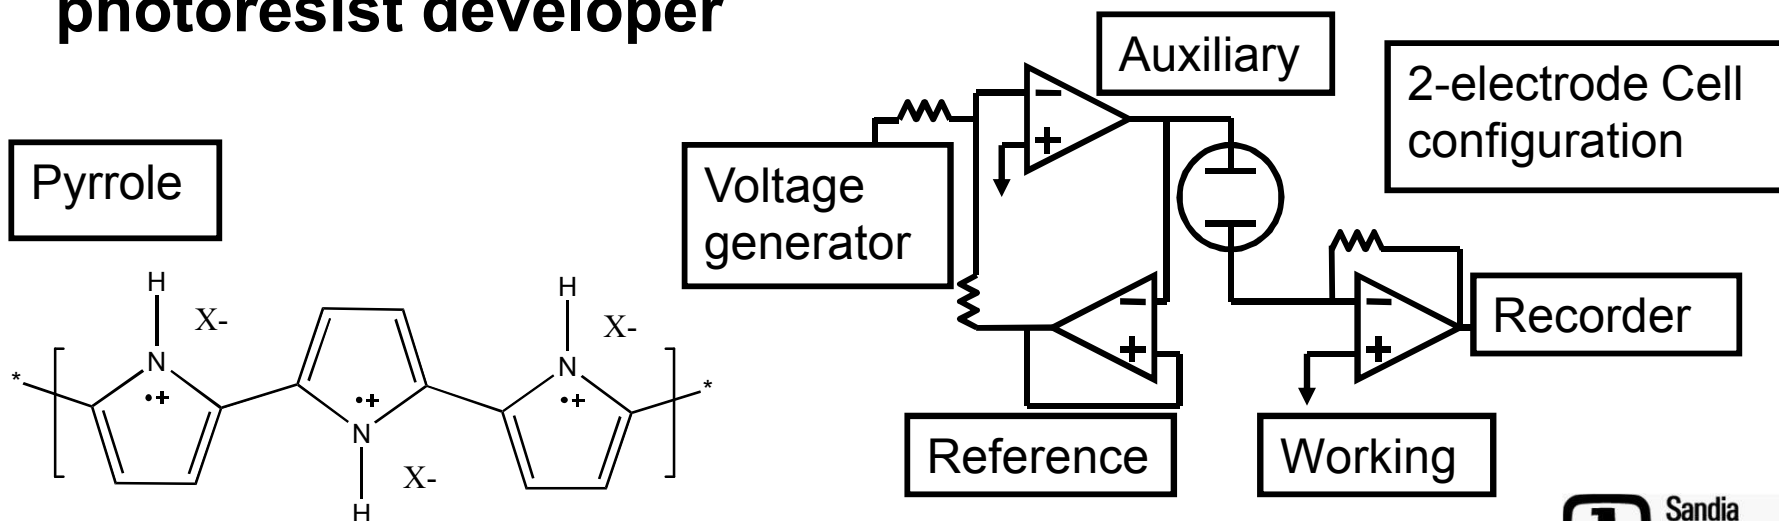 photoresist developer
Auxiliary
2-electrode Cell
configuration
Pyrrole
Voltage
generator
−
+
H
X-
N
•+
*
H
X-
N
•+
*
•+
N
X-
H
−
+
−
+
Recorder
Reference
Working
Sandia